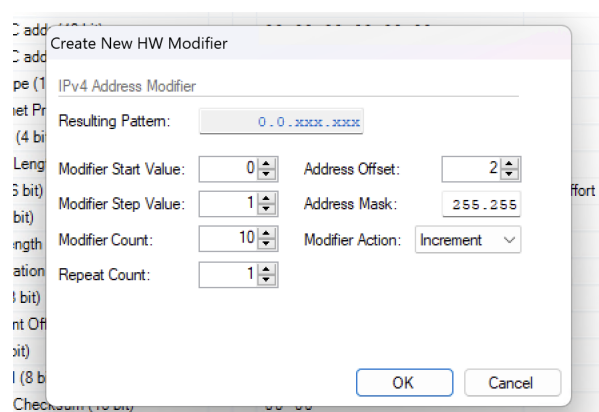 Create New HW Modifier
IPv4 Address Modifier
Resulting Pattern: 0.0.xxx.xxx
Modifier Start Value: 0 Address Offset: 2
Modifier Step Value: 1 Address Mask: 255.255
Modifier Count: 10 Modifier Action: Increment
Repeat Count: 1
OK Cancel